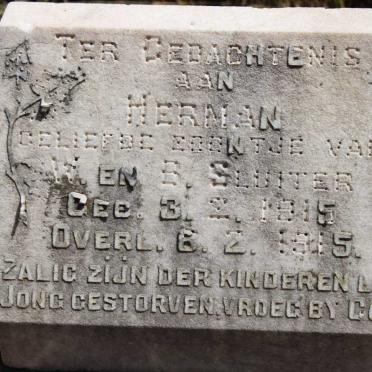 TER GEDACHTENIS
AAN
HERMAN
GELIEFDE ZOONTJE VAN
W. EN B. SLUITER
GEB. 3. 2. 1915
OVERL. 6. 2. 1915.
ZALIG ZIJN DER KINDEREN
JONG GESTORVEN, VROEG BY